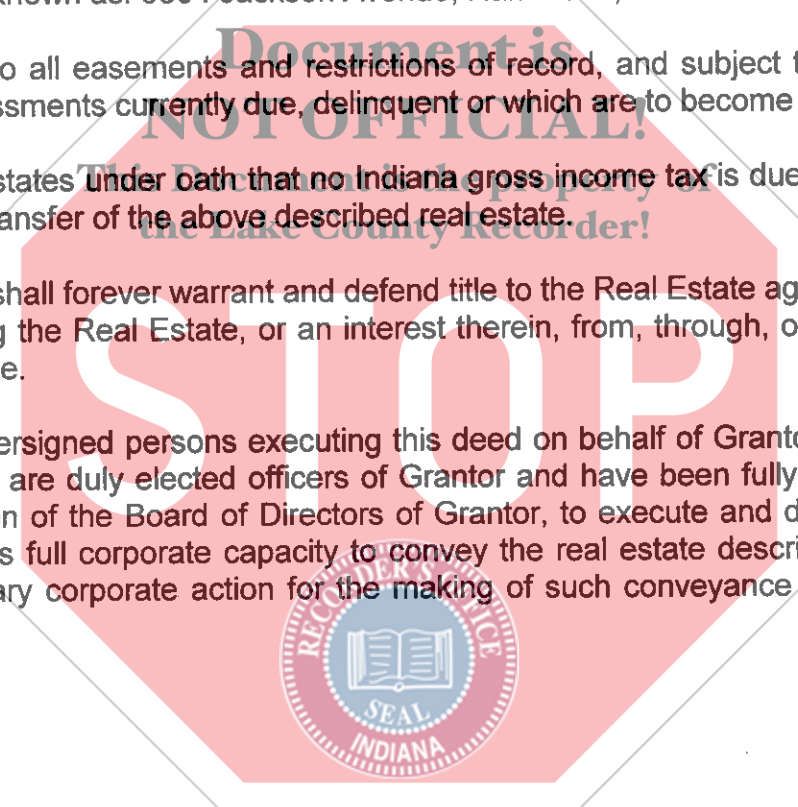 Document is
o all easements and restrictions of record, and subject t
ssments currently due, delinquent or which are to become
NOT OFFICIAL!
states under oath that no Indiana gross income tax is due
This Document is the property of
ansfer of the above described real estate.
the Lake County Recorder!
shall forever warrant and defend title to the Real Estate ag
g the Real Estate, or an interest therein, from, through, o
e.
STOP
ersigned persons executing this deed on behalf of Granto
are duly elected officers of Grantor and have been fully
n of the Board of Directors of Grantor, to execute and d
s full corporate capacity to convey the real estate descri
ary corporate action for the making of such conveyance
RECORDER'S OFFICE
SEAL
INDIANA